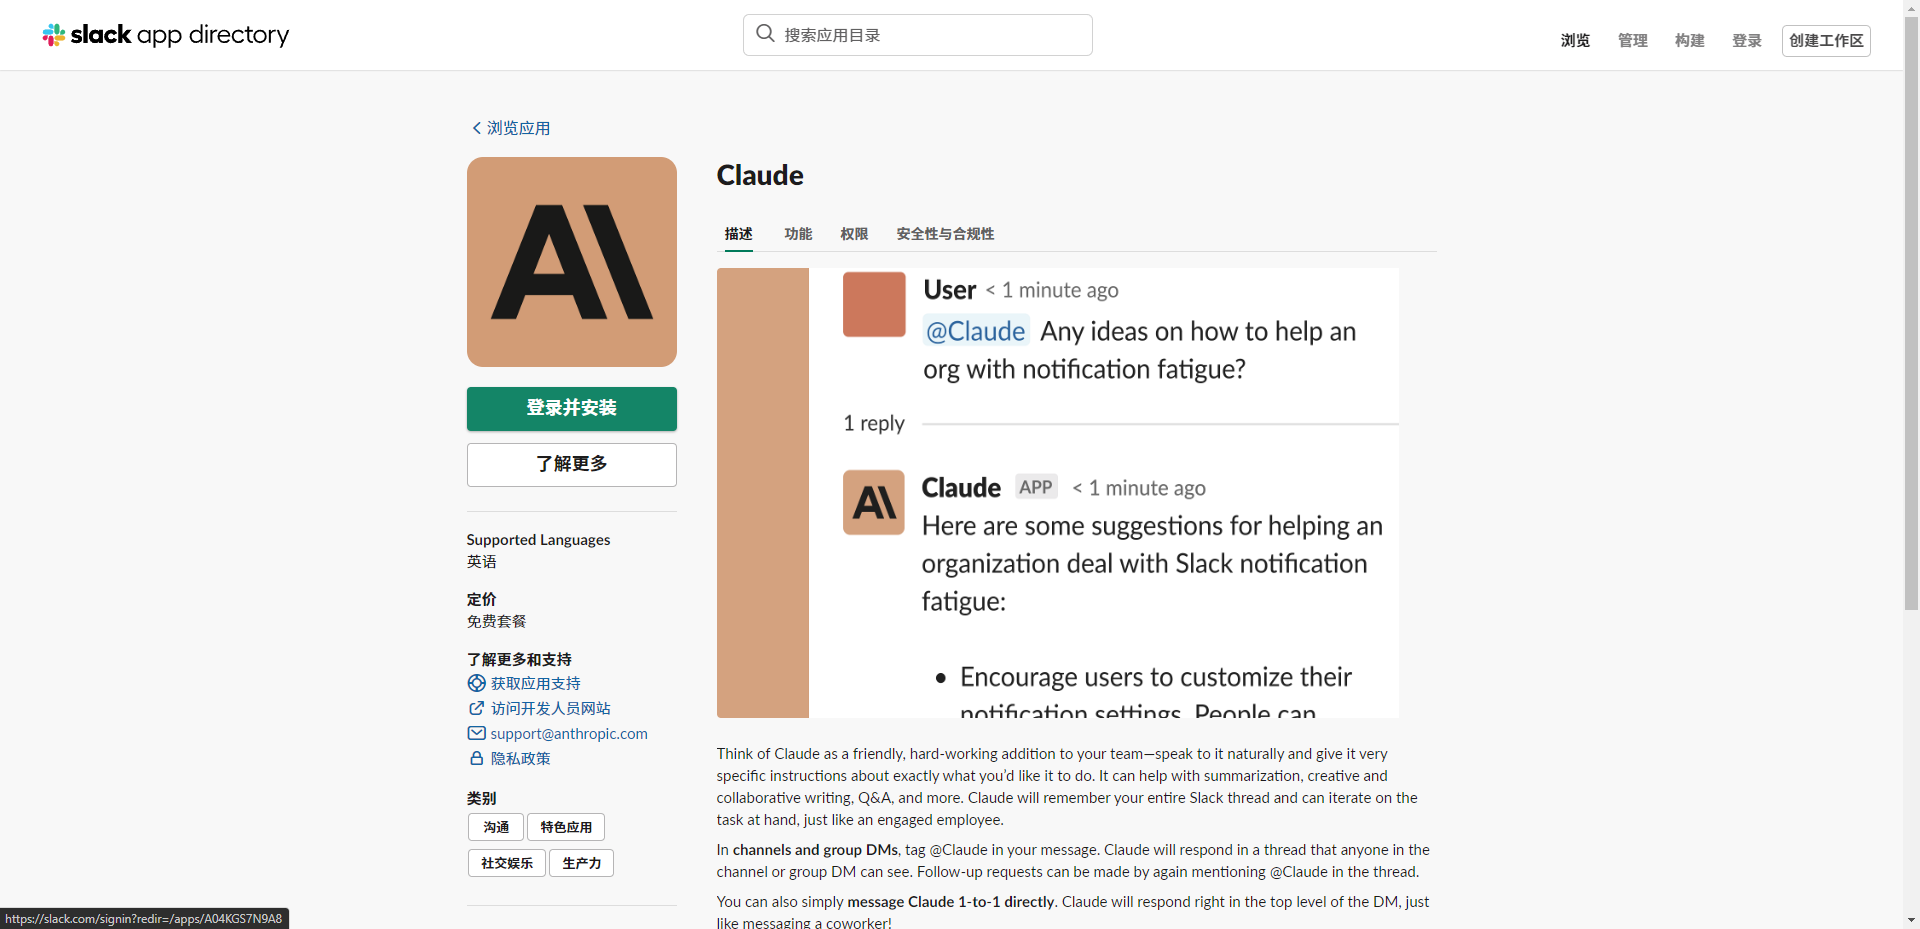 slack app directory
搜索应用目录
浏览 管理 构建 登录 创建工作区
浏览应用
Claude
描述 功能 权限 安全性与合规性
登录并安装
了解更多
Supported Languages
英语
定价
免费套餐
了解更多和支持
获取应用支持
访问开发人员网站
support@anthropic.com
隐私政策
类别
沟通 特色应用
社交娱乐 生产力
User < 1 minute ago
@Claude Any ideas on how to help an
org with notification fatigue?
1 reply
Claude APP < 1 minute ago
Here are some suggestions for helping an
organization deal with Slack notification
fatigue:
• Encourage users to customize their
notification settings. People can
Think of Claude as a friendly, hard-working addition to your team—speak to it naturally and give it very
specific instructions about exactly what you’d like it to do. It can help with summarization, creative and
collaborative writing, Q&A, and more. Claude will remember your entire Slack thread and can iterate on the
task at hand, just like an engaged employee.
In channels and group DMs, tag @Claude in your message. Claude will respond in a thread that anyone in the
channel or group DM can see. Follow-up requests can be made by again mentioning @Claude in the thread.
You can also simply message Claude 1-to-1 directly. Claude will respond right in the top level of the DM, just
like messaging a coworker!
https://slack.com/signin?redir=/apps/A04KGS7N9A8